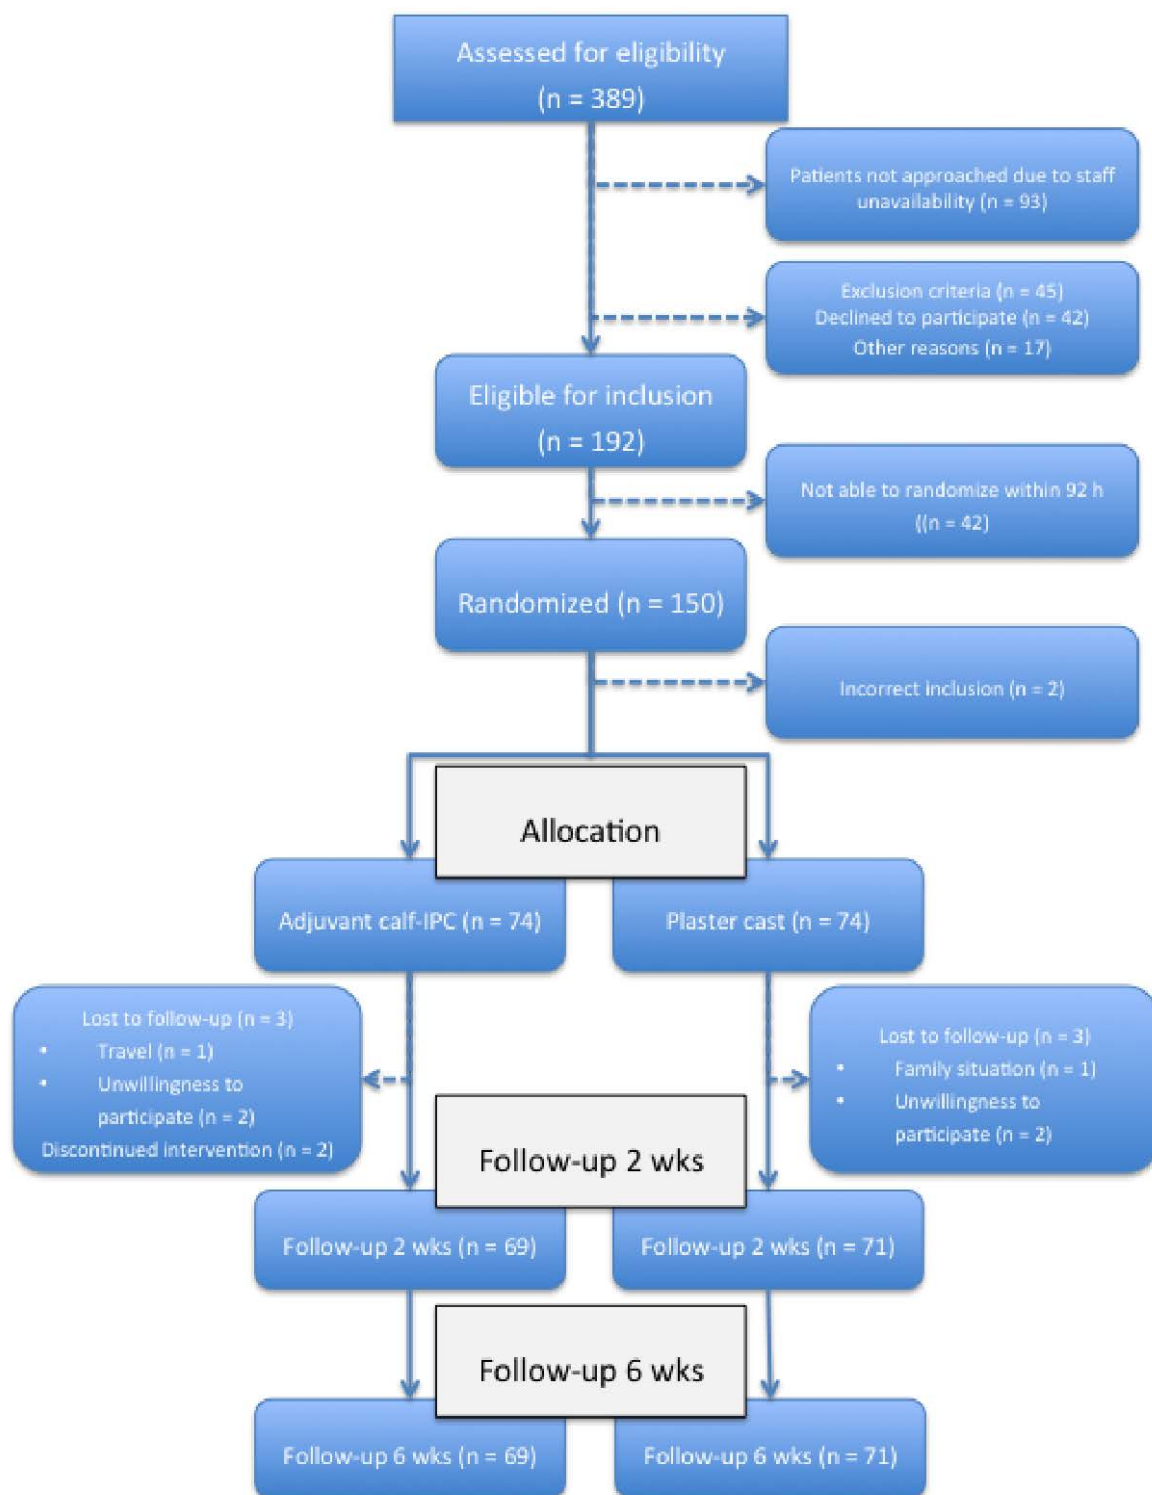 Assessed for eligibility
(n = 389)
Patients not approached due to staff
unavailability (n = 93)
Exclusion criteria (n = 45)
Declined to participate (n = 42)
Other reasons (n = 17)
Eligible for inclusion
(n = 192)
Not able to randomize within 92 h
((n = 42)
Randomized (n = 150)
Incorrect inclusion (n = 2)
Allocation
Adjuvant calf-IPC (n = 74)
Plaster cast (n = 74)
Lost to follow-up (n = 3)
• Travel (n = 1)
• Unwillingness to
participate (n = 2)
Discontinued intervention (n = 2)
Lost to follow-up (n = 3)
• Family situation (n = 1)
• Unwillingness to
participate (n = 2)
Follow-up 2 wks
Follow-up 2 wks (n = 69)
Follow-up 2 wks (n = 71)
Follow-up 6 wks
Follow-up 6 wks (n = 69)
Follow-up 6 wks (n = 71)